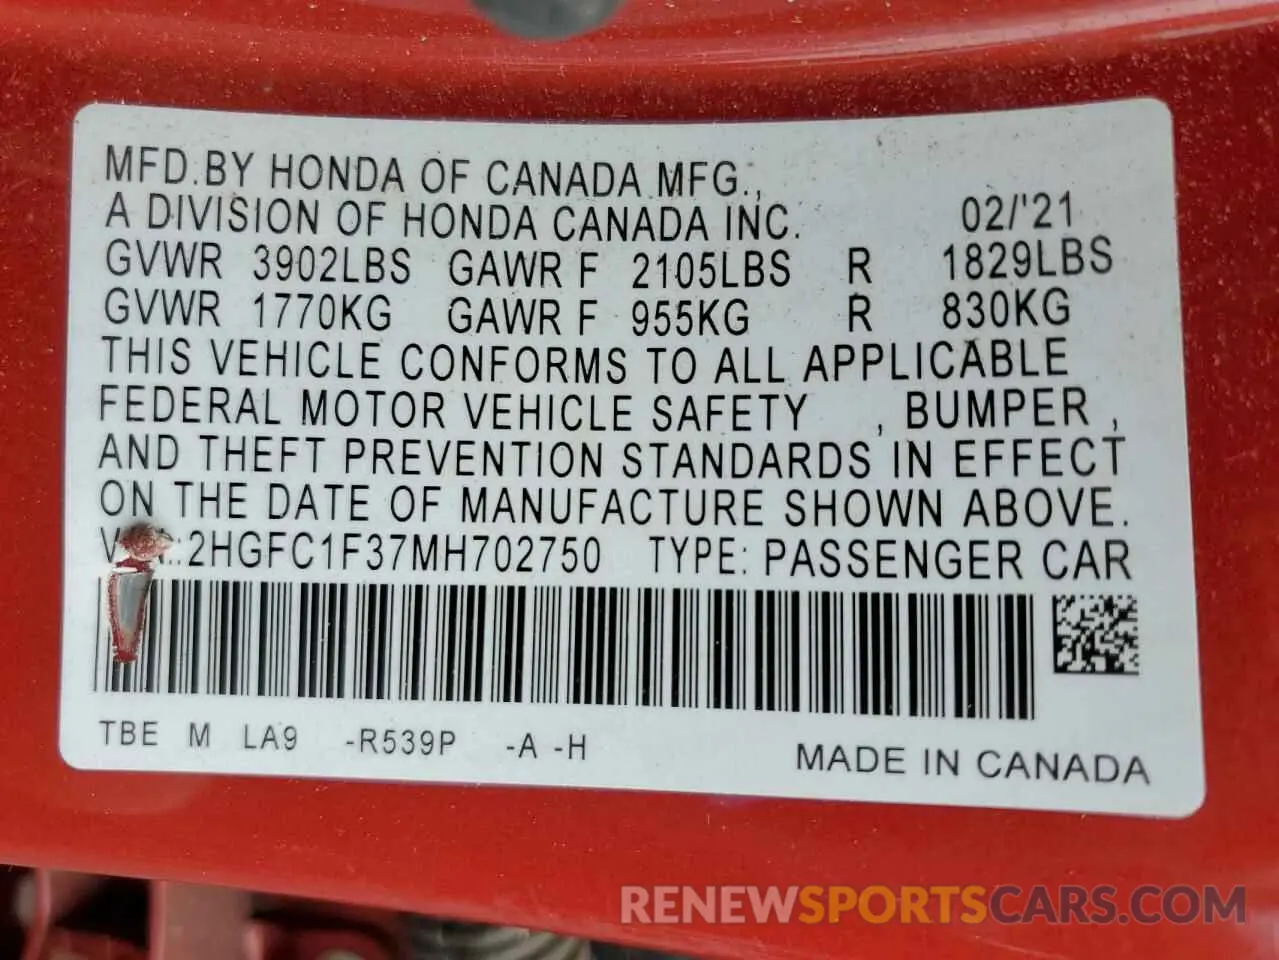 MFD.BY HONDA OF CANADA MFG.,
A DIVISION OF HONDA CANADA INC. 02/'21
GVWR 3902LBS GAWR F 2105LBS R 1829LBS
GVWR 1770KG GAWR F 955KG R 830KG
THIS VEHICLE CONFORMS TO ALL APPLICABLE
FEDERAL MOTOR VEHICLE SAFETY , BUMPER ,
AND THEFT PREVENTION STANDARDS IN EFFECT
ON THE DATE OF MANUFACTURE SHOWN ABOVE.
2HGFC1F37MH702750 TYPE: PASSENGER CAR
TBE M LA9 -R539P -A -H
MADE IN CANADA
RENEWSPORTSCARS.COM